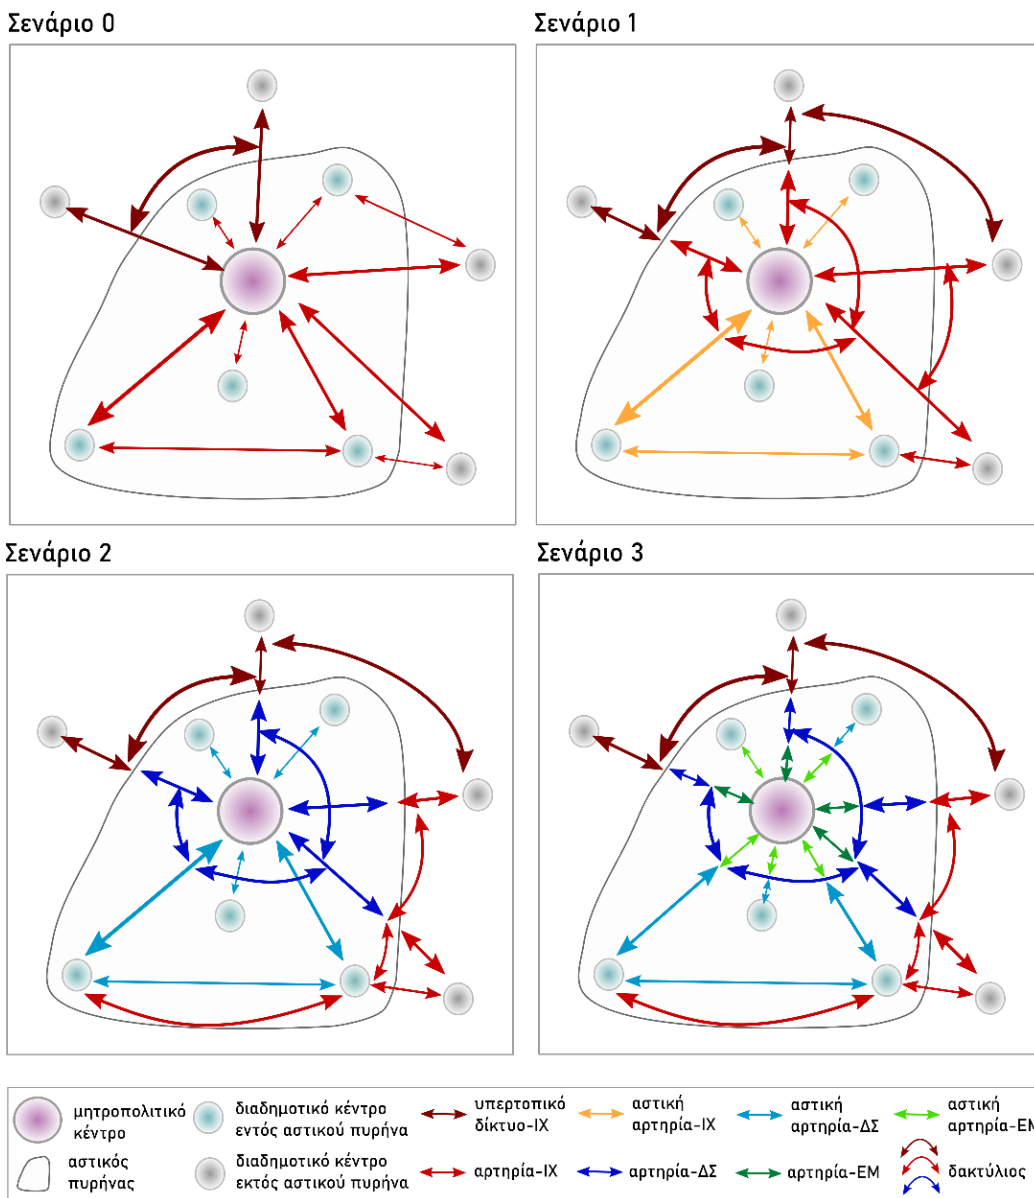 Σενάριο 0
Σενάριο 1
Σενάριο 2
Σενάριο 3
μητροπολιτικό
κέντρο
διαδημοτικό κέντρο
εντός αστικού πυρήνα
υπερτοπικό
δίκτυο-ΙΧ
αστική
αρτηρία-ΙΧ
αστική
αρτηρία-ΔΣ
αστική
αρτηρία-ΕΜ
αστικός
πυρήνας
διαδημοτικό κέντρο
εκτός αστικού πυρήνα
αρτηρία-ΙΧ
αρτηρία-ΔΣ
αρτηρία-ΕΜ
δακτύλιος